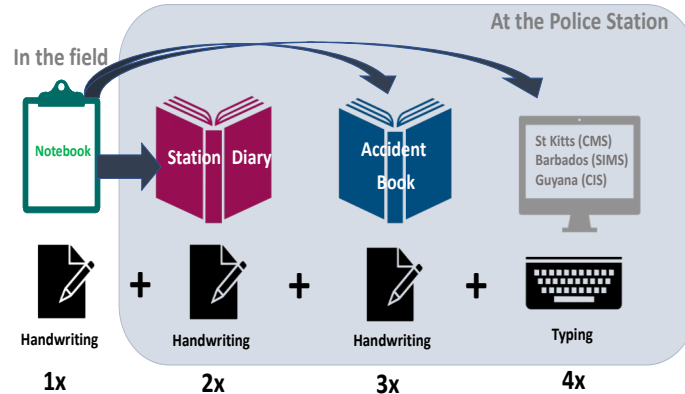 At the Police Station
In the field
Notebook
Station Diary
Accident
Book
St Kitts (CMS)
Barbados (SIMS)
Guyana (CIS)
+ + +
Handwriting Handwriting Handwriting Typing
1x 2x 3x 4x